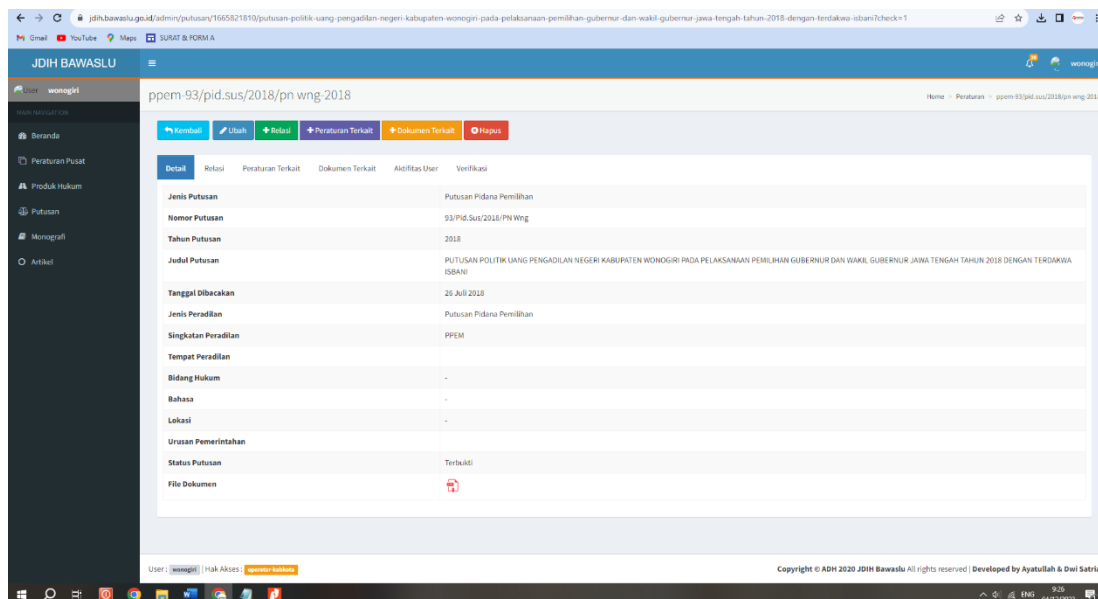 jdih.bawaslu.go.id/admin/putusan/1665821810/putusan-politik-uang-pengadilan-negeri-kabupaten-wonogiri-pada-pelaksanaan-pemilihan-gubernur-dan-wakil-gubernur-jawa-tengah-tahun-2018-dengan-terdakwa-isbani?check=1
Gmail YouTube Maps SURAT & FORM A
JDIH BAWASLU
wonogiri
User wonogiri
ppem-93/pid.sus/2018/pn wng-2018
Home > Peraturan > ppem-93/pid.sus/2018/pn wng-201
MAIN NAVIGATION
Beranda
Peraturan Pusat
Produk Hukum
Putusan
Monografi
Artikel
Kembali Ubah +Relasi +Peraturan Terkait +Dokumen Terkait Hapus
Detail Relasi Peraturan Terkait Dokumen Terkait Aktifitas User Verifikasi
Jenis Putusan Putusan Pidana Pemilihan
Nomor Putusan 93/Pid.Sus/2018/PN Wng
Tahun Putusan 2018
Judul Putusan PUTUSAN POLITIK UANG PENGADILAN NEGERI KABUPATEN WONOGIRI PADA PELAKSANAAN PEMILIHAN GUBERNUR DAN WAKIL GUBERNUR JAWA TENGAH TAHUN 2018 DENGAN TERDAKWA
ISBANI
Tanggal Dibacakan 26 Juli 2018
Jenis Peradilan Putusan Pidana Pemilihan
Singkatan Peradilan PPEM
Tempat Peradilan
Bidang Hukum -
Bahasa -
Lokasi -
Urusan Pemerintahan
Status Putusan Terbukti
File Dokumen
User : wonogiri | Hak Akses : operator-kabkota
Copyright © ADH 2020 JDIH Bawaslu All rights reserved | Developed by Ayatullah & Dwi Satria
ENG
9:26